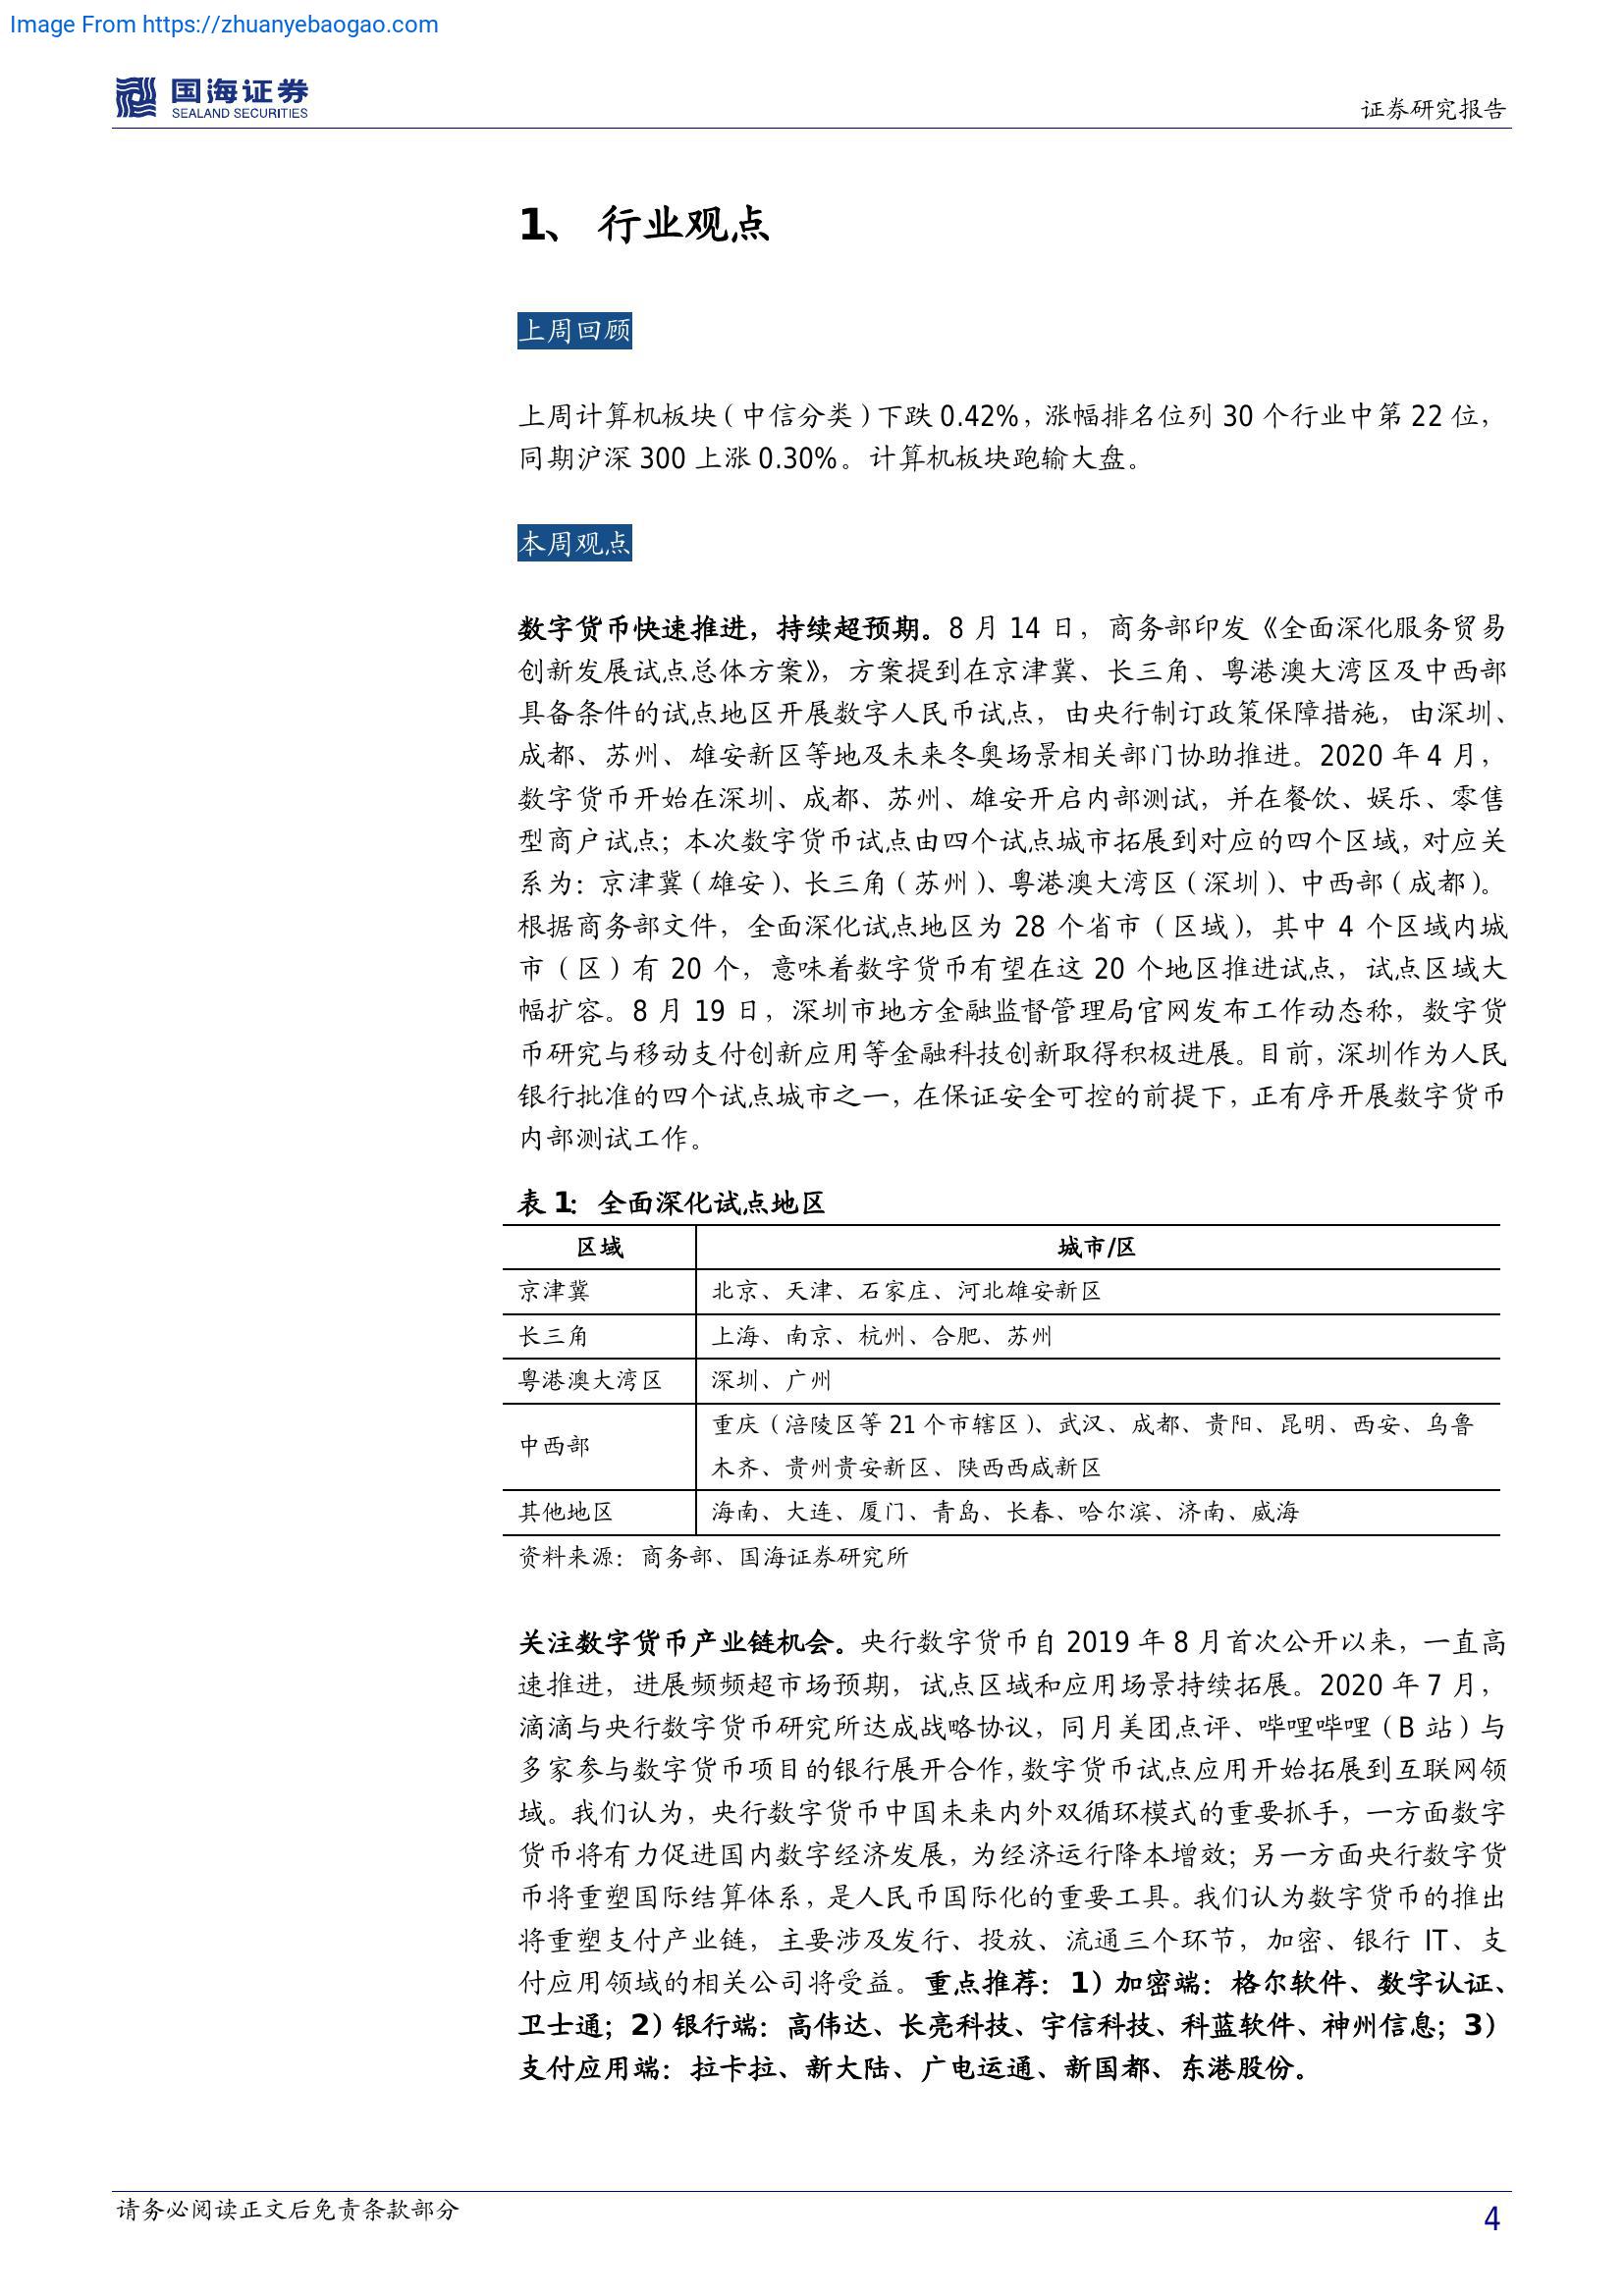 Image From https://zhuanyebaogao.com
国海证券
SEALAND SECURITIES
证券研究报告
1、 行业观点
上周回顾
上周计算机板块（中信分类）下跌 0.42%，涨幅排名位列 30 个行业中第 22 位，
同期沪深 300 上涨 0.30%。计算机板块跑输大盘。
本周观点
数字货币快速推进，持续超预期。8 月 14 日，商务部印发《全面深化服务贸易
创新发展试点总体方案》，方案提到在京津冀、长三角、粤港澳大湾区及中西部
具备条件的试点地区开展数字人民币试点，由央行制订政策保障措施，由深圳、
成都、苏州、雄安新区等地及未来冬奥场景相关部门协助推进。2020 年 4 月，
数字货币开始在深圳、成都、苏州、雄安开启内部测试，并在餐饮、娱乐、零售
型商户试点；本次数字货币试点由四个试点城市拓展到对应的四个区域，对应关
系为：京津冀（雄安）、长三角（苏州）、粤港澳大湾区（深圳）、中西部（成都）。
根据商务部文件，全面深化试点地区为 28 个省市（区域），其中 4 个区域内城
市（区）有 20 个，意味着数字货币有望在这 20 个地区推进试点，试点区域大
幅扩容。8 月 19 日，深圳市地方金融监督管理局官网发布工作动态称，数字货
币研究与移动支付创新应用等金融科技创新取得积极进展。目前，深圳作为人民
银行批准的四个试点城市之一，在保证安全可控的前提下，正有序开展数字货币
内部测试工作。
表 1：全面深化试点地区
区域 城市/区
京津冀 北京、天津、石家庄、河北雄安新区
长三角 上海、南京、杭州、合肥、苏州
粤港澳大湾区 深圳、广州
中西部 重庆（涪陵区等 21 个市辖区）、武汉、成都、贵阳、昆明、西安、乌鲁
木齐、贵州贵安新区、陕西西咸新区
其他地区 海南、大连、厦门、青岛、长春、哈尔滨、济南、威海
资料来源：商务部、国海证券研究所
关注数字货币产业链机会。央行数字货币自 2019 年 8 月首次公开以来，一直高
速推进，进展频频超市场预期，试点区域和应用场景持续拓展。2020 年 7 月，
滴滴与央行数字货币研究所达成战略协议，同月美团点评、哔哩哔哩（B 站）与
多家参与数字货币项目的银行展开合作，数字货币试点应用开始拓展到互联网领
域。我们认为，央行数字货币中国未来内外双循环模式的重要抓手，一方面数字
货币将有力促进国内数字经济发展，为经济运行降本增效；另一方面央行数字货
币将重塑国际结算体系，是人民币国际化的重要工具。我们认为数字货币的推出
将重塑支付产业链，主要涉及发行、投放、流通三个环节，加密、银行 IT、支
付应用领域的相关公司将受益。重点推荐：1）加密端：格尔软件、数字认证、
卫士通；2）银行端：高伟达、长亮科技、宇信科技、科蓝软件、神州信息；3）
支付应用端：拉卡拉、新大陆、广电运通、新国都、东港股份。
请务必阅读正文后免责条款部分
4